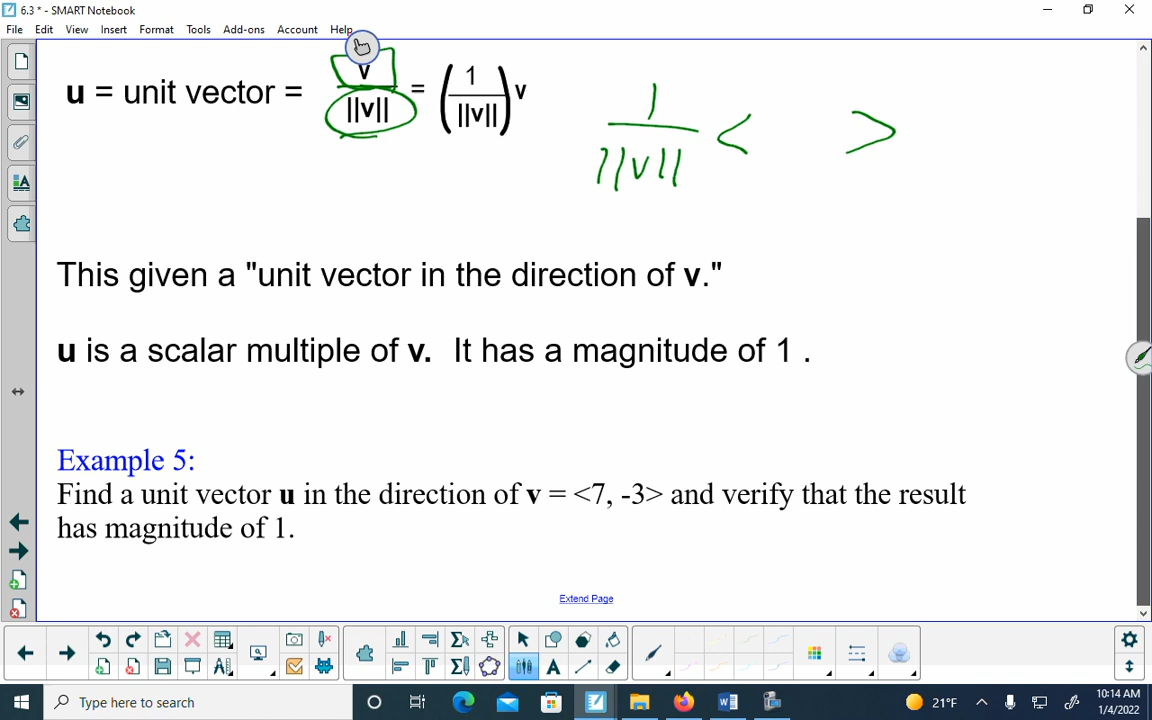 6.3 * - SMART Notebook
File Edit View Insert Format Tools Add-ons Account Help
u = unit vector = v / ||v|| = (1 / ||v||) v
1 / ||v|| < >
This given a "unit vector in the direction of v."
u is a scalar multiple of v. It has a magnitude of 1 .
Example 5:
Find a unit vector u in the direction of v = <7, -3> and verify that the result
has magnitude of 1.
Extend Page
Type here to search
21°F
10:14 AM
1/4/2022